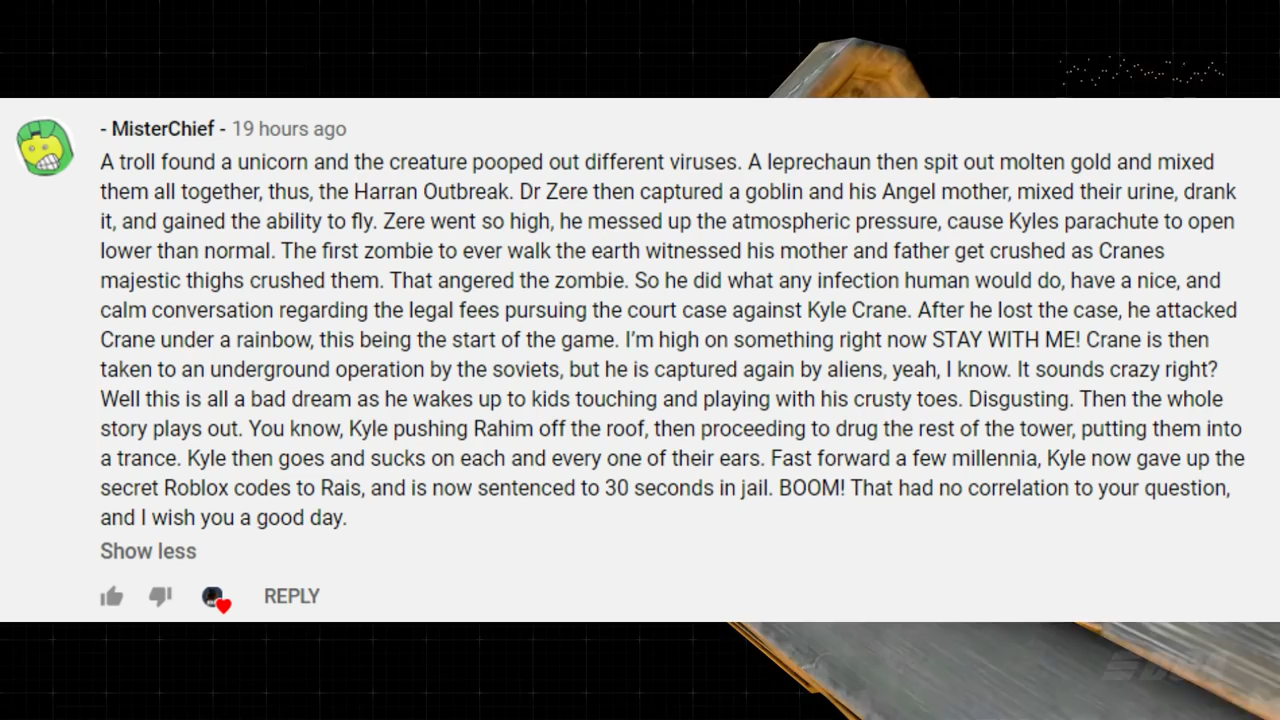 - MisterChief - 19 hours ago
A troll found a unicorn and the creature pooped out different viruses. A leprechaun then spit out molten gold and mixed
them all together, thus, the Harran Outbreak. Dr Zere then captured a goblin and his Angel mother, mixed their urine, drank
it, and gained the ability to fly. Zere went so high, he messed up the atmospheric pressure, cause Kyles parachute to open
lower than normal. The first zombie to ever walk the earth witnessed his mother and father get crushed as Cranes
majestic thighs crushed them. That angered the zombie. So he did what any infection human would do, have a nice, and
calm conversation regarding the legal fees pursuing the court case against Kyle Crane. After he lost the case, he attacked
Crane under a rainbow, this being the start of the game. I’m high on something right now STAY WITH ME! Crane is then
taken to an underground operation by the soviets, but he is captured again by aliens, yeah, I know. It sounds crazy right?
Well this is all a bad dream as he wakes up to kids touching and playing with his crusty toes. Disgusting. Then the whole
story plays out. You know, Kyle pushing Rahim off the roof, then proceeding to drug the rest of the tower, putting them into
a trance. Kyle then goes and sucks on each and every one of their ears. Fast forward a few millennia, Kyle now gave up the
secret Roblox codes to Rais, and is now sentenced to 30 seconds in jail. BOOM! That had no correlation to your question,
and I wish you a good day.
Show less
REPLY